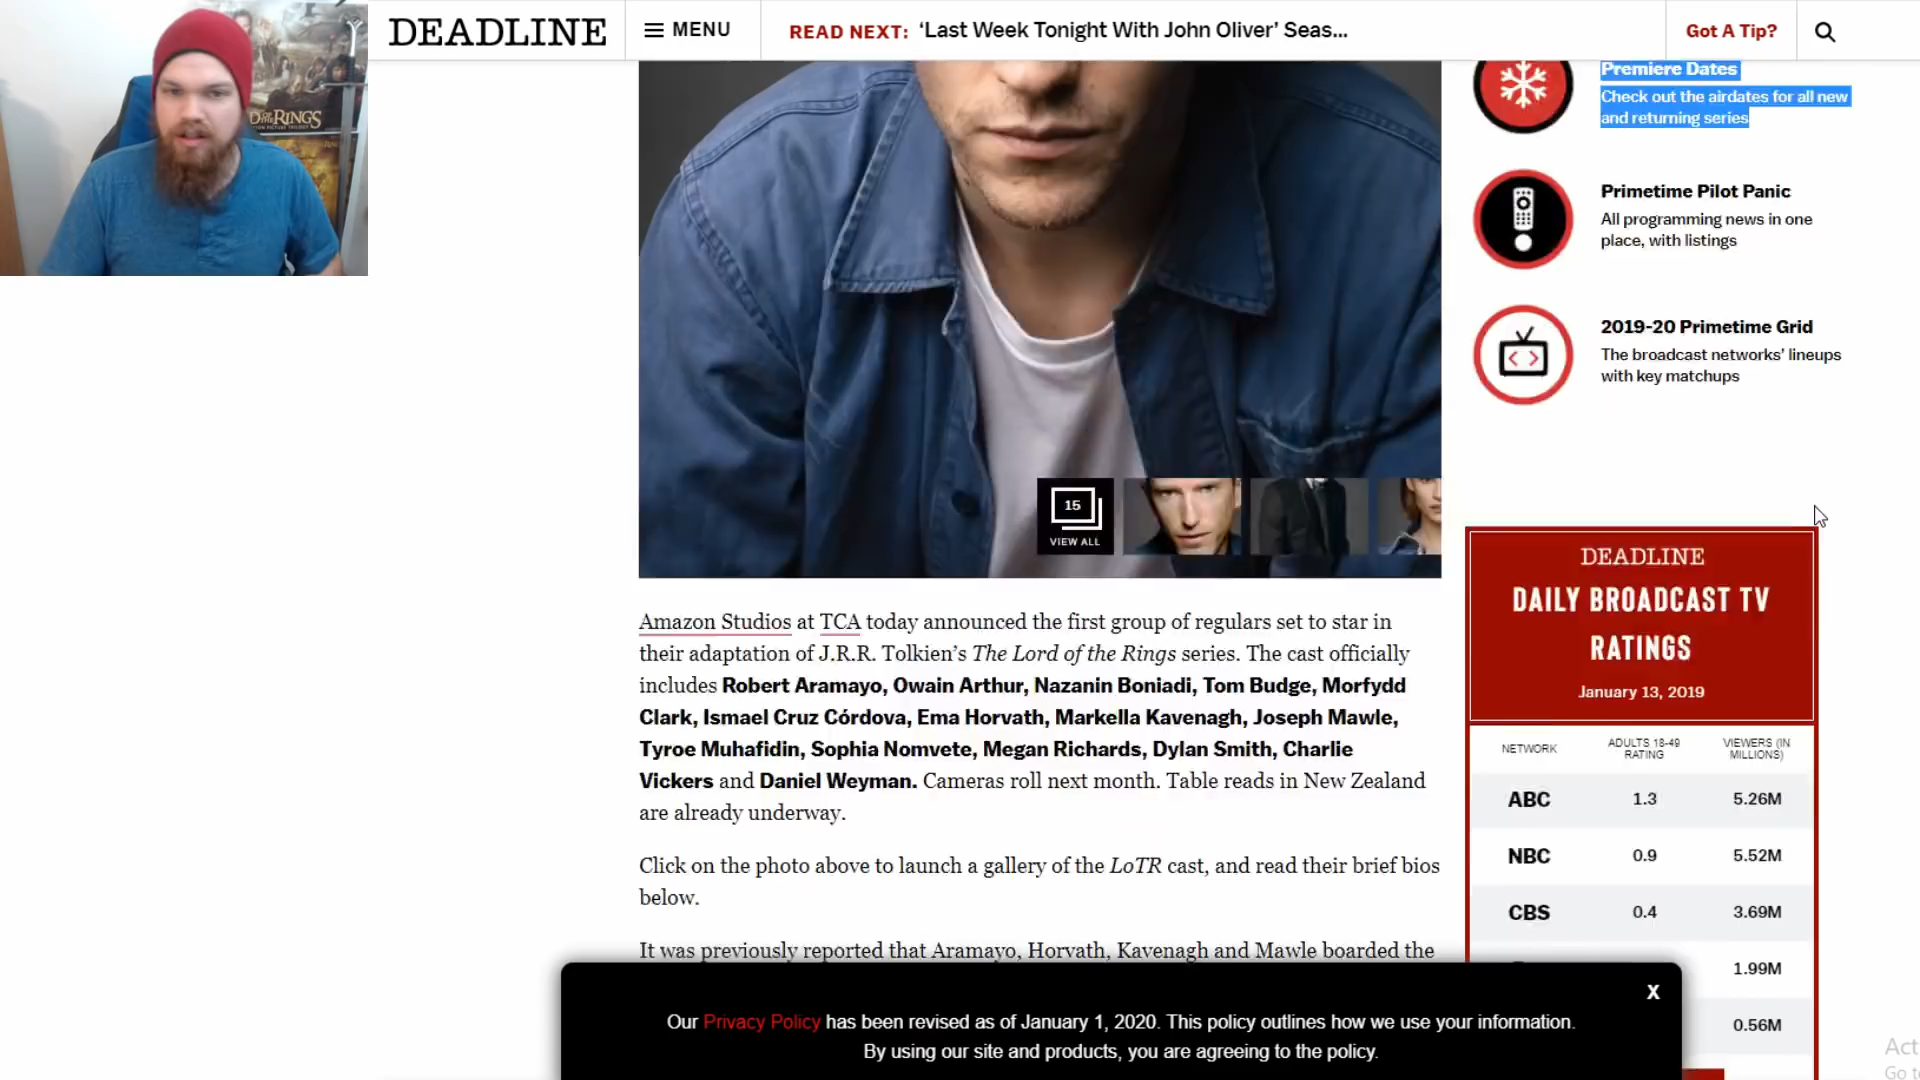 DEADLINE
MENU
READ NEXT: ‘Last Week Tonight With John Oliver’ Seas...
Got A Tip?
OF THE RINGS
Premiere Dates
Check out the airdates for all new
and returning series
Primetime Pilot Panic
All programming news in one
place, with listings
2019-20 Primetime Grid
The broadcast networks’ lineups
with key matchups
15
VIEW ALL
Amazon Studios at TCA today announced the first group of regulars set to star in
their adaptation of J.R.R. Tolkien’s The Lord of the Rings series. The cast officially
includes Robert Aramayo, Owain Arthur, Nazanin Boniadi, Tom Budge, Morfydd
Clark, Ismael Cruz Córdova, Ema Horvath, Markella Kavenagh, Joseph Mawle,
Tyroe Muhafidin, Sophia Nomvete, Megan Richards, Dylan Smith, Charlie
Vickers and Daniel Weyman. Cameras roll next month. Table reads in New Zealand
are already underway.
Click on the photo above to launch a gallery of the LoTR cast, and read their brief bios
below.
It was previously reported that Aramayo, Horvath, Kavenagh and Mawle boarded the
DEADLINE
DAILY BROADCAST TV
RATINGS
January 13, 2019
NETWORK ADULTS 18-49 RATING VIEWERS (IN MILLIONS)
ABC 1.3 5.26M
NBC 0.9 5.52M
CBS 0.4 3.69M
1.99M
0.56M
X
Our Privacy Policy has been revised as of January 1, 2020. This policy outlines how we use your information.
By using our site and products, you are agreeing to the policy.
Act
Go t